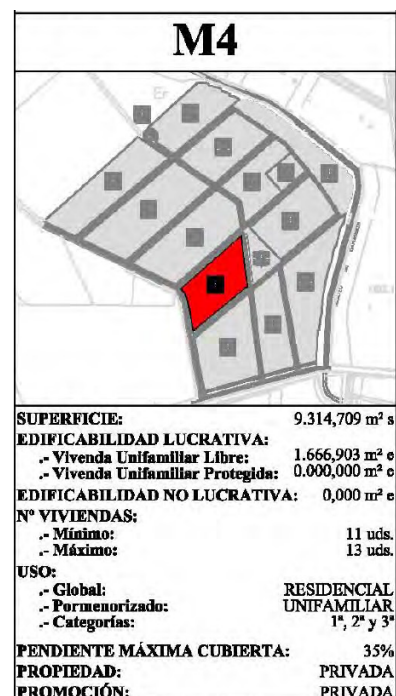 M4
Er
SUPERFICIE: 9.314,709 m² s
EDIFICABILIDAD LUCRATIVA:
.- Vivenda Unifamiliar Libre: 1.666,903 m² e
.- Vivenda Unifamiliar Protegida: 0.000,000 m² e
EDIFICABILIDAD NO LUCRATIVA: 0,000 m² e
Nº VIVIENDAS:
.- Mínimo: 11 uds.
.- Máximo: 13 uds.
USO:
.- Global: RESIDENCIAL
.- Pormenorizado: UNIFAMILIAR
.- Categorías: 1ª, 2ª y 3ª
PENDIENTE MÁXIMA CUBIERTA: 35%
PROPIEDAD: PRIVADA
PROMOCIÓN: PRIVADA